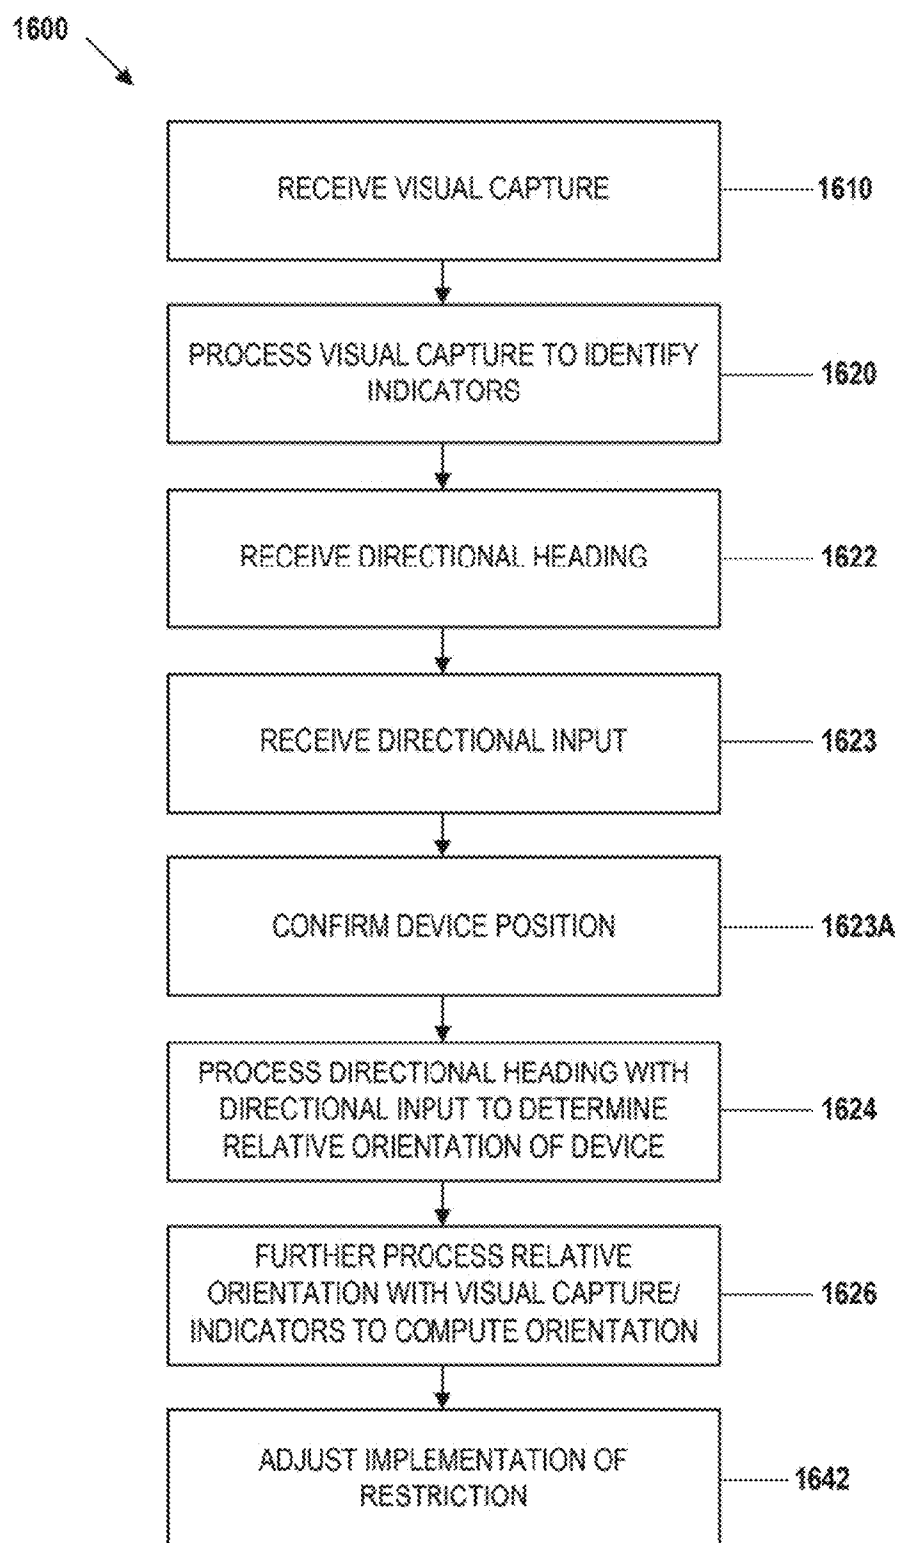 1600
RECEIVE VISUAL CAPTURE
1610
PROCESS VISUAL CAPTURE TO IDENTIFY
INDICATORS
1620
RECEIVE DIRECTIONAL HEADING
1622
RECEIVE DIRECTIONAL INPUT
1623
CONFIRM DEVICE POSITION
1623A
PROCESS DIRECTIONAL HEADING WITH
DIRECTIONAL INPUT TO DETERMINE
RELATIVE ORIENTATION OF DEVICE
1624
FURTHER PROCESS RELATIVE
ORIENTATION WITH VISUAL CAPTURE/
INDICATORS TO COMPUTE ORIENTATION
1626
ADJUST IMPLEMENTATION OF
RESTRICTION
1642